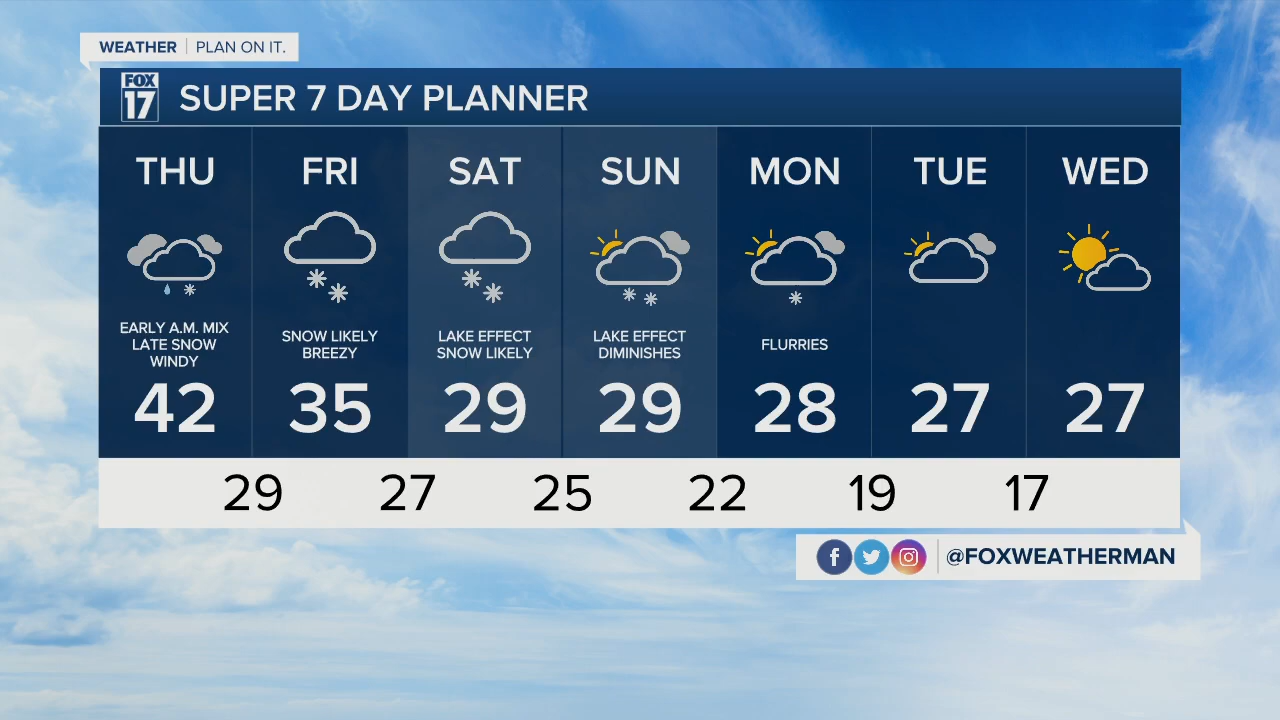 WEATHER | PLAN ON IT.
FOX
17
SUPER 7 DAY PLANNER
THU
EARLY A.M. MIX
LATE SNOW
WINDY
42
FRI
SNOW LIKELY
BREEZY
35
SAT
LAKE EFFECT
SNOW LIKELY
29
SUN
LAKE EFFECT
DIMINISHES
29
MON
FLURRIES
28
TUE
27
WED
27
29 27 25 22 19 17
@FOXWEATHERMAN